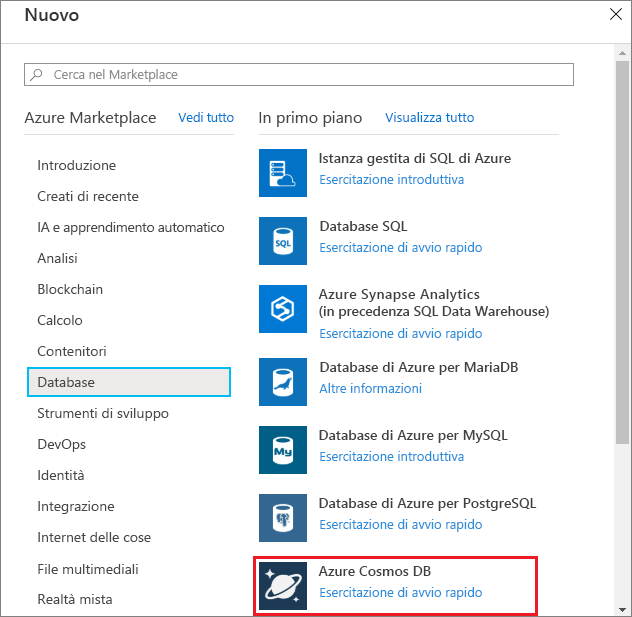 Nuovo
Cerca nel Marketplace
Azure Marketplace
Vedi tutto
Introduzione
Creati di recente
IA e apprendimento automatico
Analisi
Blockchain
Calcolo
Contenitori
Database
Strumenti di sviluppo
DevOps
Identità
Integrazione
Internet delle cose
File multimediali
Realtà mista
In primo piano
Visualizza tutto
Istanza gestita di SQL di Azure
Esercitazione introduttiva
SQL
Database SQL
Esercitazione di avvio rapido
Azure Synapse Analytics
(in precedenza SQL Data Warehouse)
Esercitazione di avvio rapido
Database di Azure per MariaDB
Altre informazioni
My
Database di Azure per MySQL
Esercitazione introduttiva
Database di Azure per PostgreSQL
Esercitazione di avvio rapido
Azure Cosmos DB
Esercitazione di avvio rapido